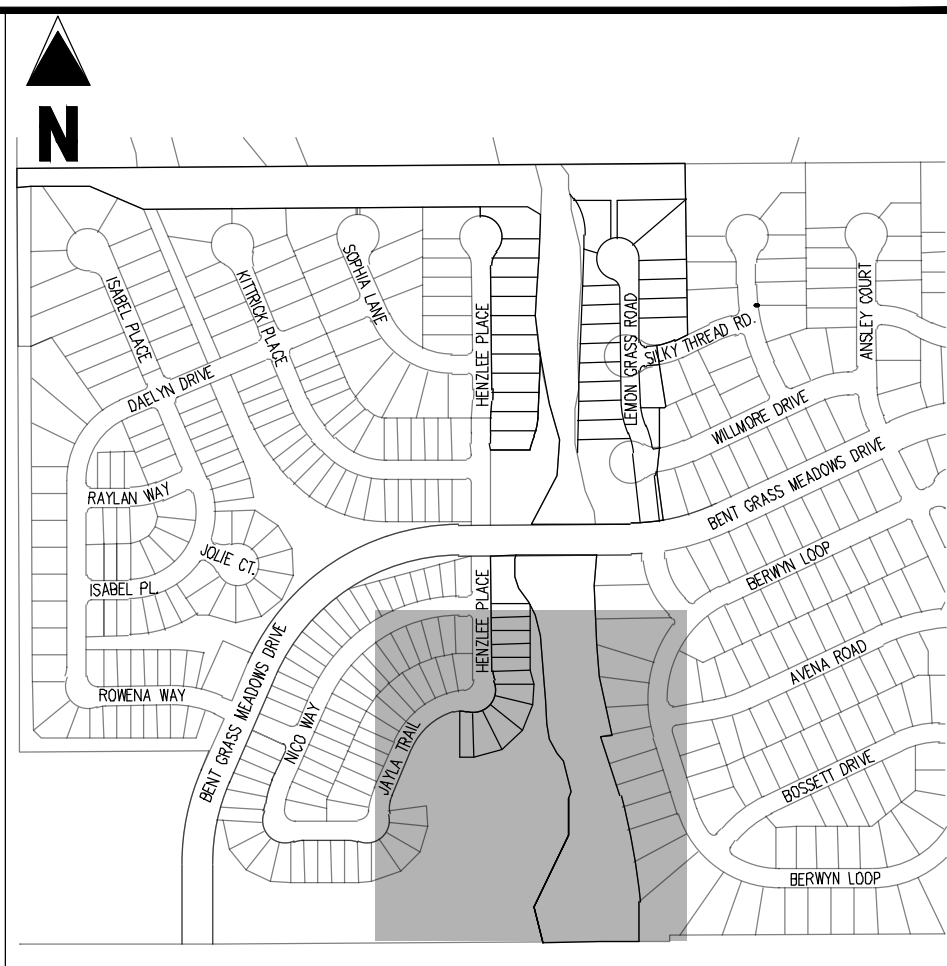 N
ISABEL PLACE
KITTRICK PLACE
SOPHIA LANE
HENZLEE PLACE
LEMON GRASS ROAD
SILKY THREAD RD.
ANSLEY COURT
DAELYN DRIVE
WILLMORE DRIVE
RAYLAN WAY
BENT GRASS MEADOWS DRIVE
JOLIE CT.
BERWYN LOOP
ISABEL PL.
HENZLEE PLACE
BENT GRASS MEADOWS DRIVE
AVENA ROAD
ROWENA WAY
NICO WAY
JAYLA TRAIL
BOSSETT DRIVE
BERWYN LOOP